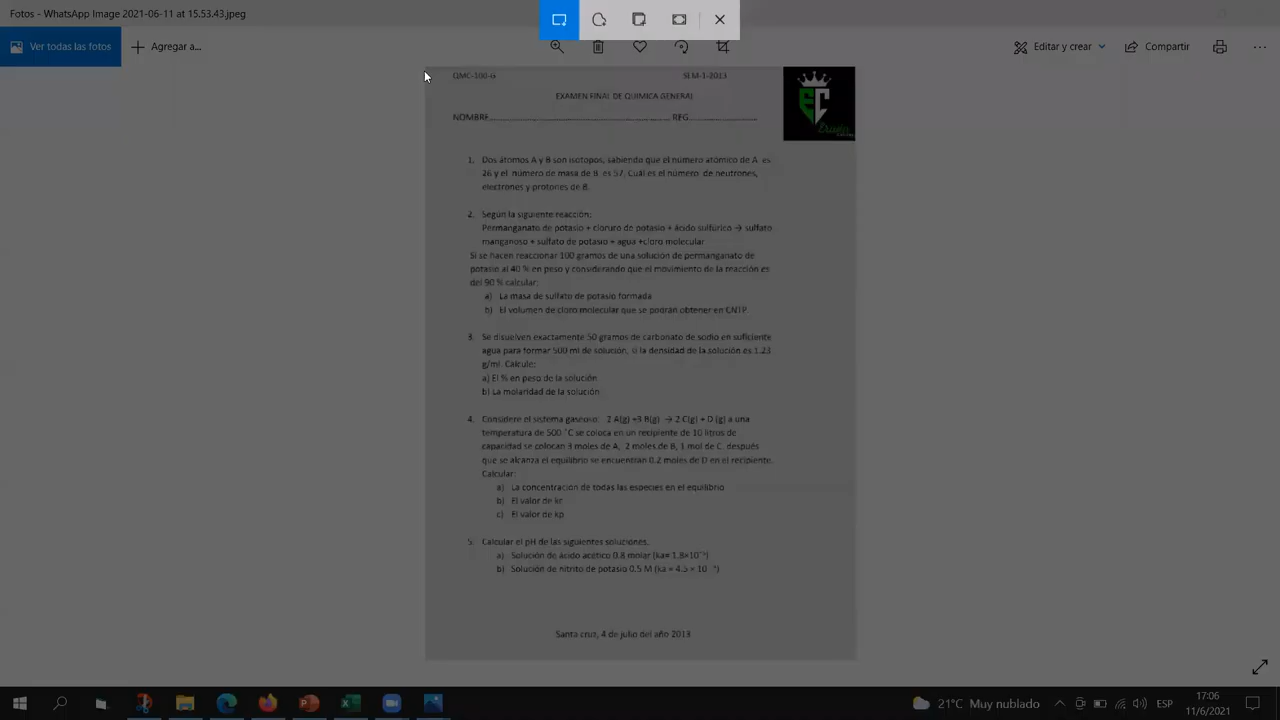 Fotos - WhatsApp Image 2021-06-11 at 15.53.43.jpeg
Ver todas las fotos
Agregar a...
Editar y crear
Compartir
QMC-100-G SEM-1-2013
EXAMEN FINAL DE QUIMICA GENERAL
NOMBRE REG
EC
1. Dos átomos A y B son isotopos, sabiendo que el número atómico de A es
26 y el número de masa de B es 57. Cuál es el número de neutrones,
electrones y protones de B.
2. Según la siguiente reacción:
Permanganato de potasio + cloruro de potasio + ácido sulfúrico → sulfato
manganoso + sulfato de potasio + agua +cloro molecular
Si se hacen reaccionar 100 gramos de una solución de permanganato de
potasio al 40 % en peso y considerando que el movimiento de la reacción es
del 90 % calcular:
a) La masa de sulfato de potasio formada
b) El volumen de cloro molecular que se podrán obtener en CNTP.
3. Se disuelven exactamente 50 gramos de carbonato de sodio en suficiente
agua para formar 500 ml de solución, si la densidad de la solución es 1.23
g/ml. Calcule:
a) El % en peso de la solución
b) La molaridad de la solución
4. Considere el sistema gaseoso: 2 A(g) +3 B(g) → 2 C(g) + D (g) a una
temperatura de 500 °C se coloca en un recipiente de 10 litros de
capacidad se colocan 3 moles de A, 2 moles de B, 1 mol de C después
que se alcanza el equilibrio se encuentran 0.2 moles de D en el recipiente.
Calcular:
a) La concentración de todas las especies en el equilibrio
b) El valor de kc
c) El valor de kp
5. Calcular el pH de las siguientes soluciones.
a) Solución de ácido acético 0.8 molar (ka= 1,8×10⁻⁵)
b) Solución de nitrito de potasio 0.5 M (ka = 4.5 × 10⁻⁴)
Santa cruz, 4 de julio del año 2013
21°C Muy nublado
ESP
17:06
11/6/2021